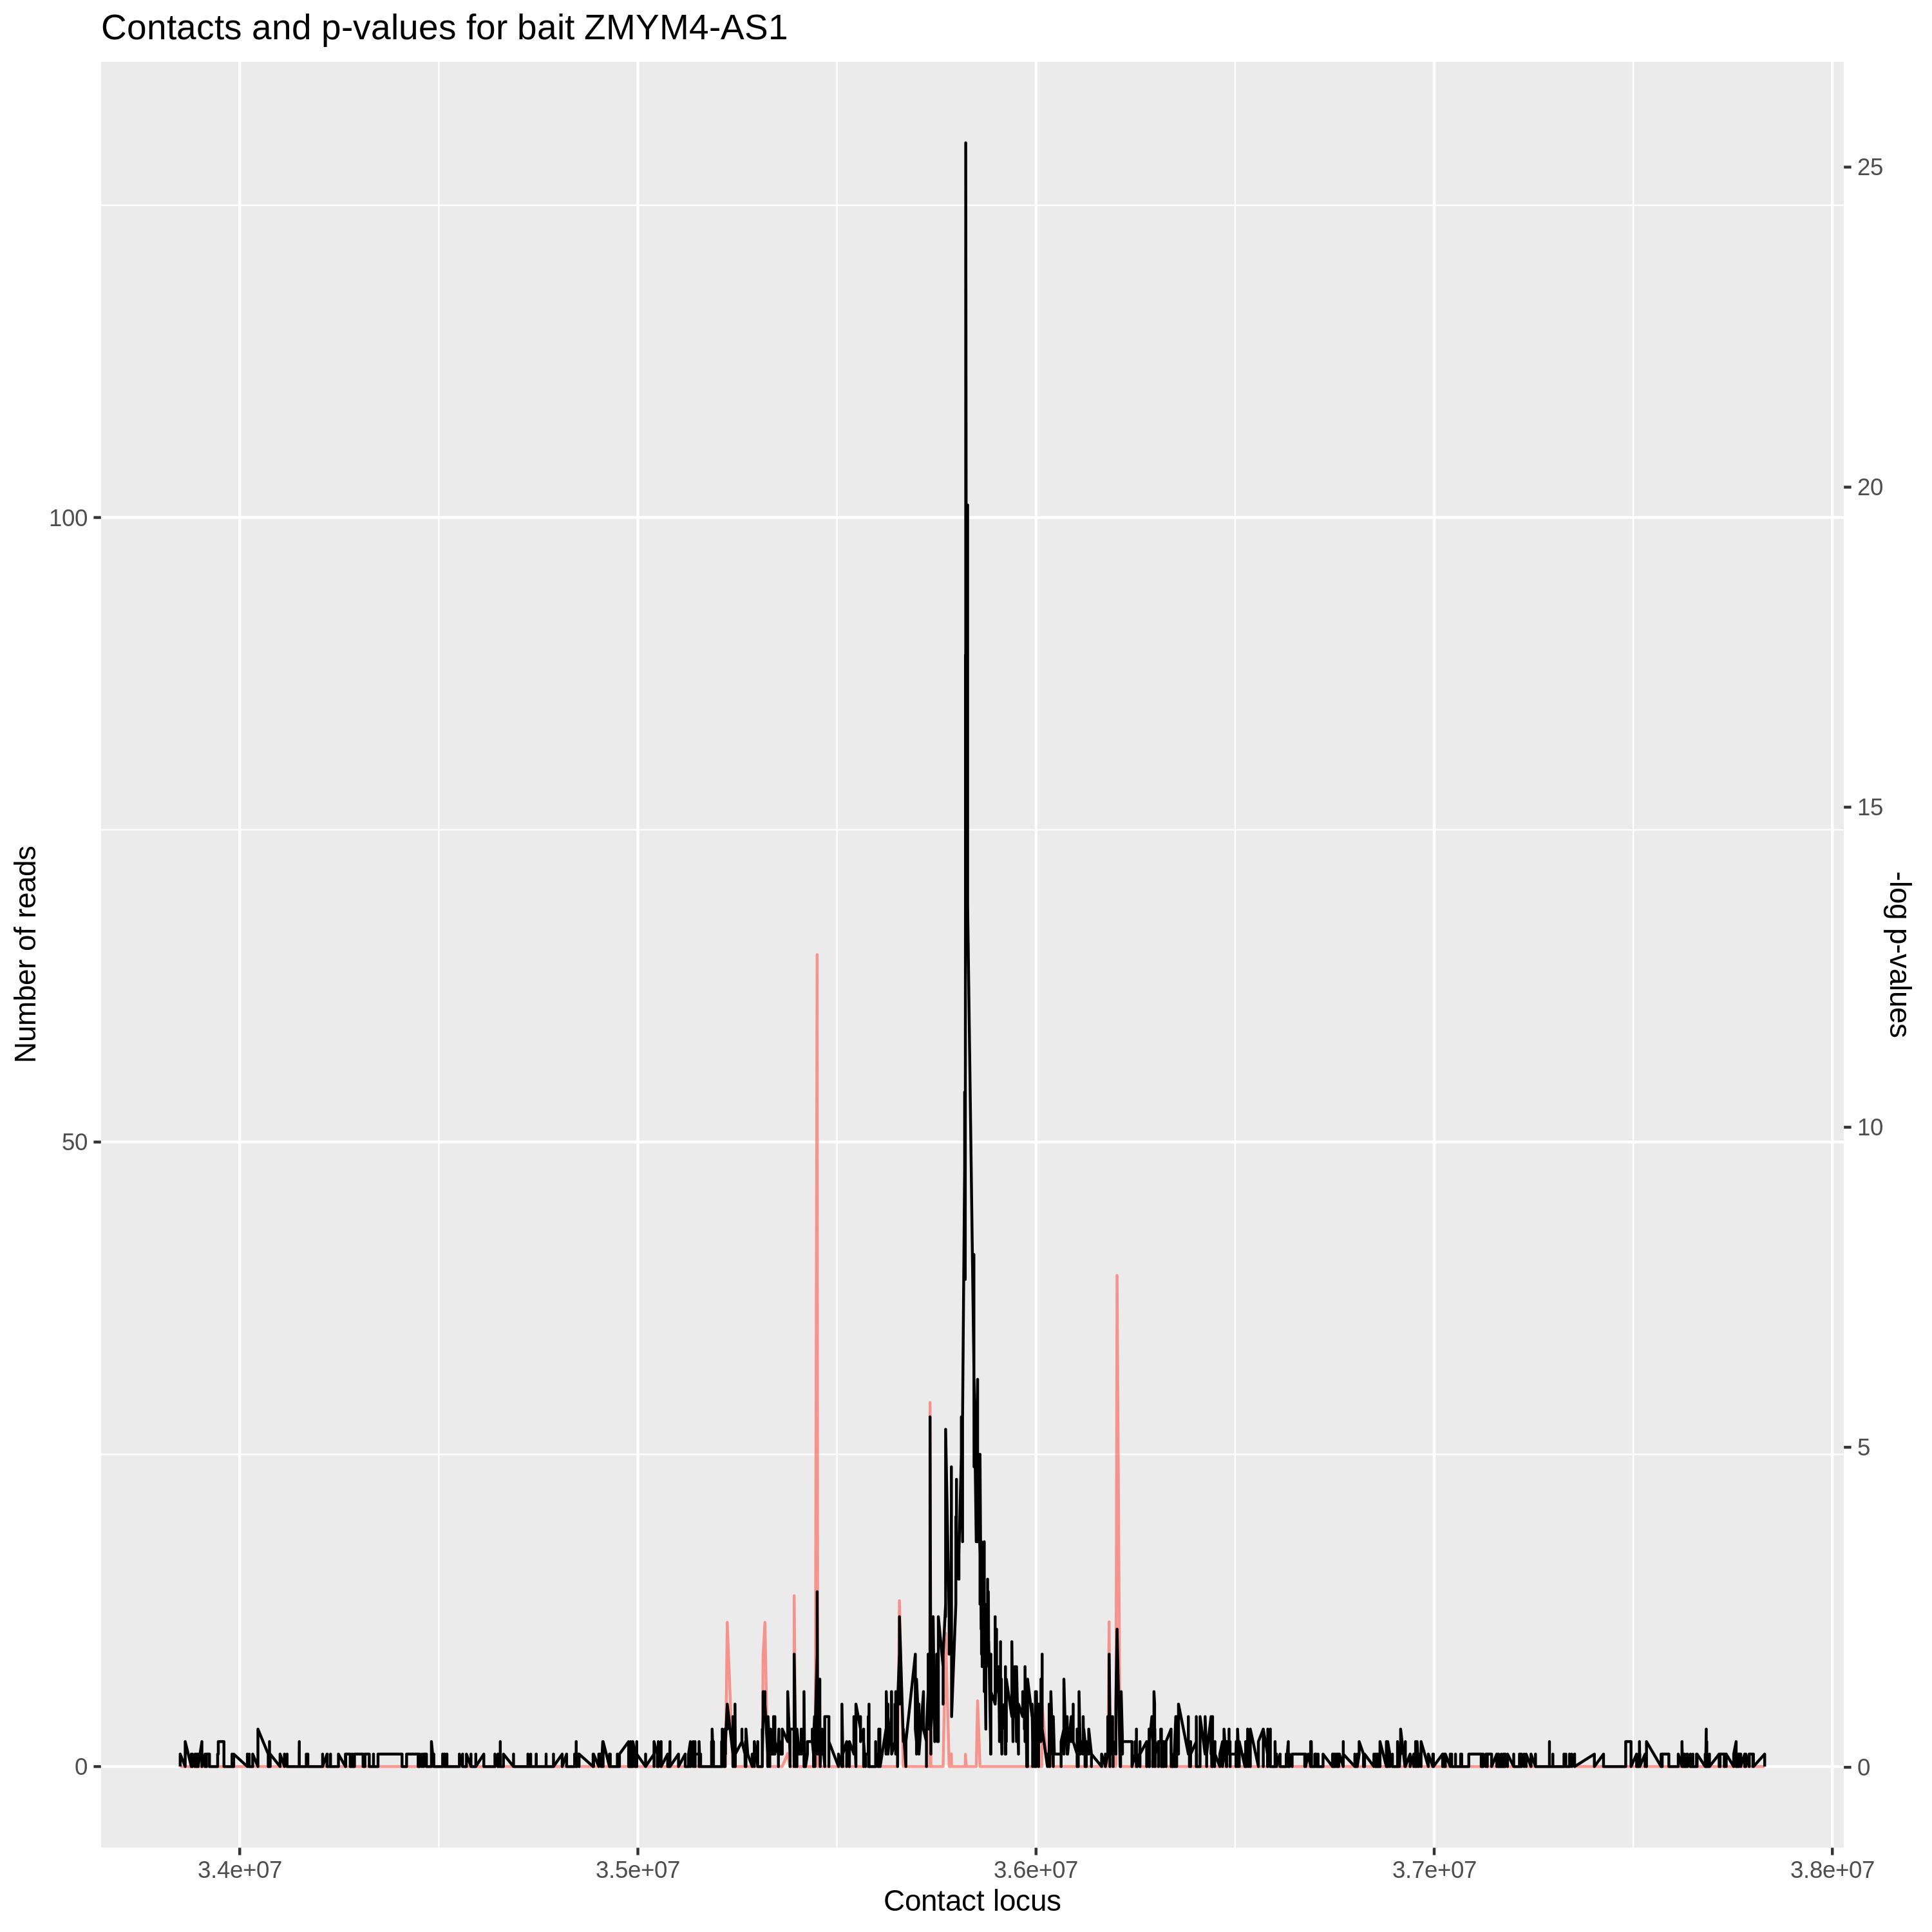 Contacts and p-values for bait ZMYM4-AS1
Number of reads
100
50
0
25
20
15
10
5
0
-log p-values
3.4e+07
3.5e+07
3.6e+07
3.7e+07
3.8e+07
Contact locus